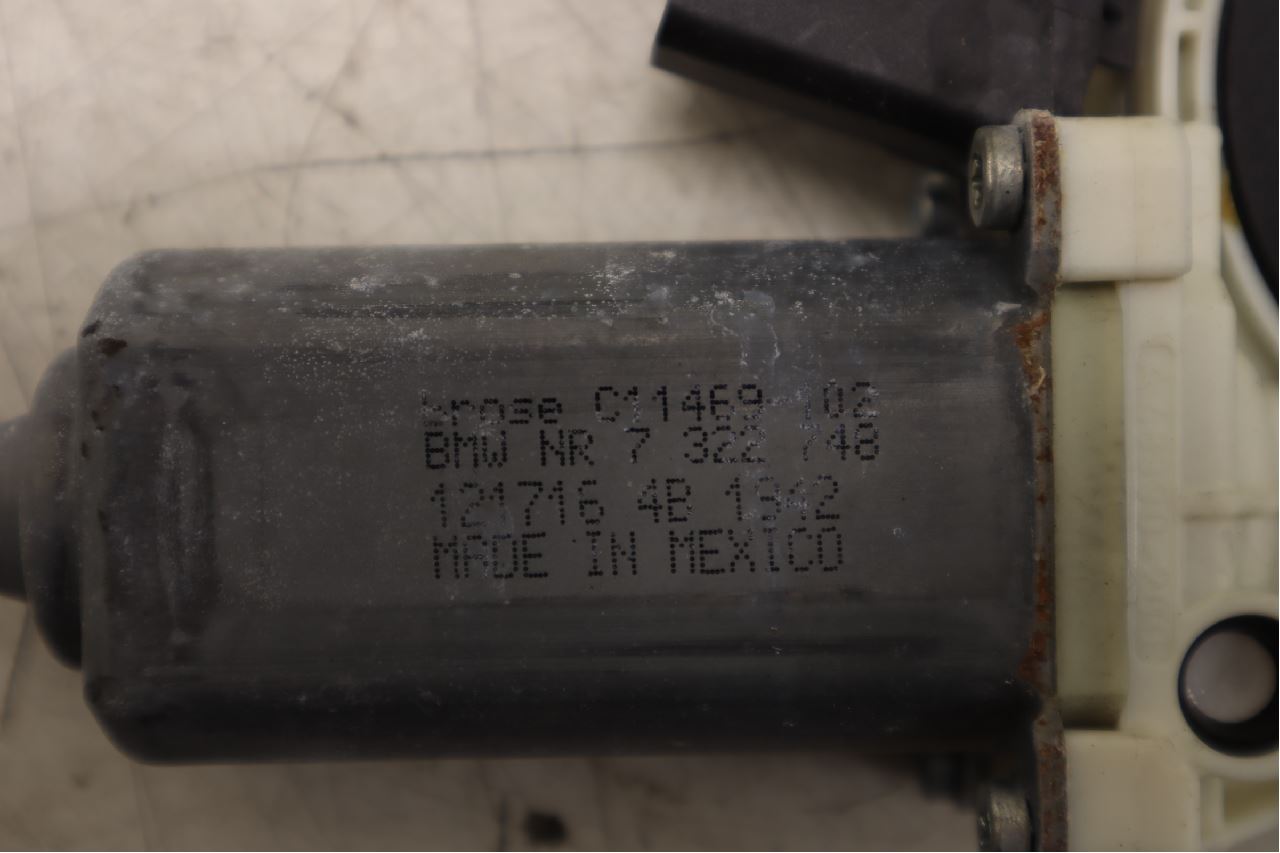 brose C11469-102
BMW NR 7 322 748
121716 4B 1942
MADE IN MEXICO